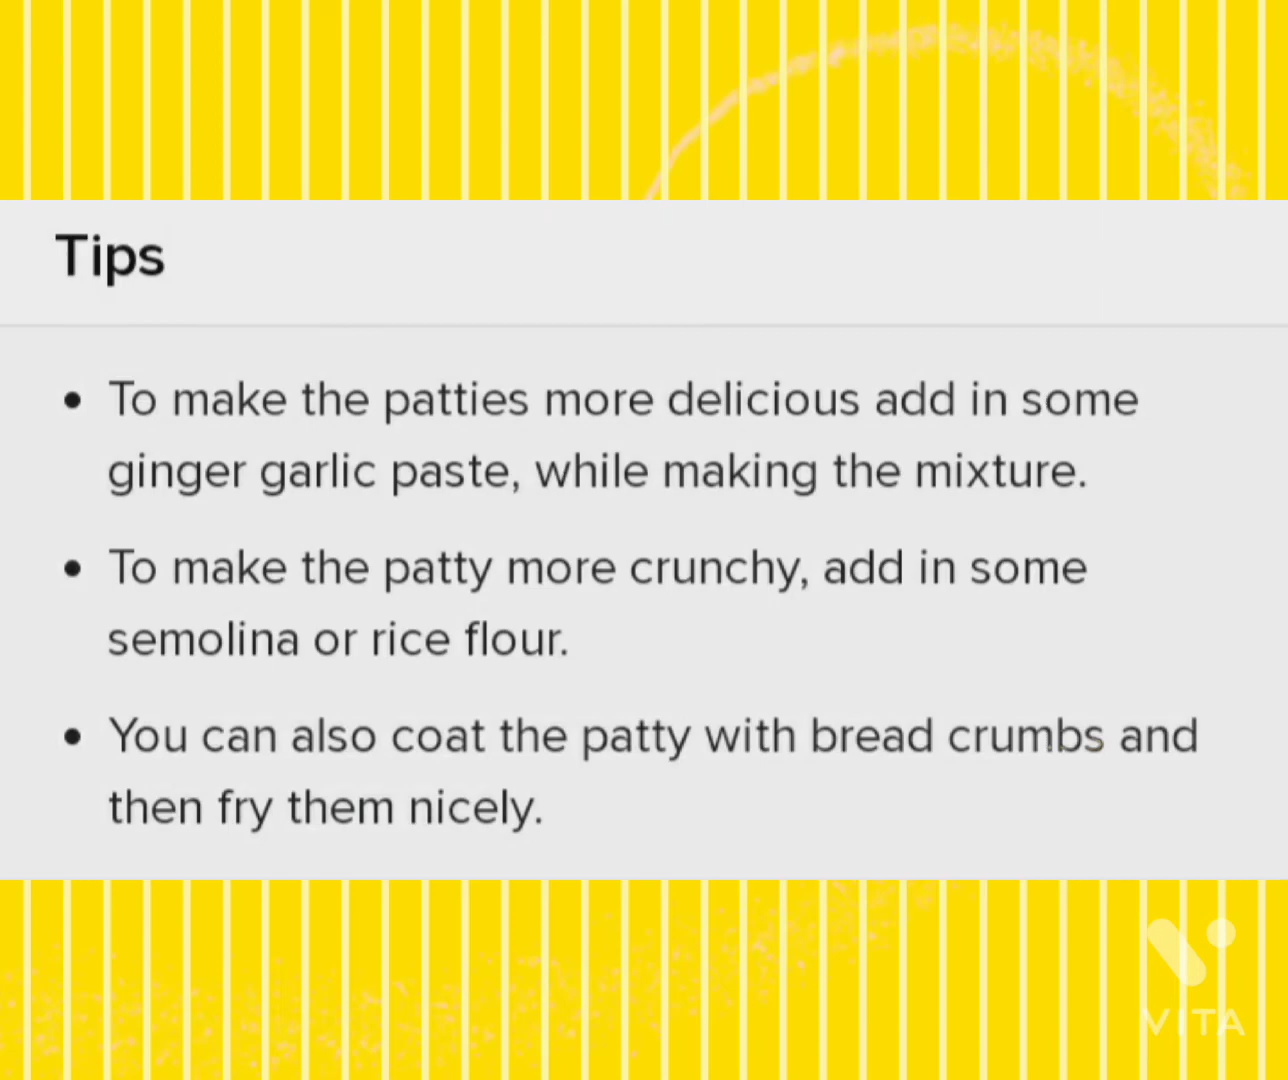 Tips
• To make the patties more delicious add in some
ginger garlic paste, while making the mixture.
• To make the patty more crunchy, add in some
semolina or rice flour.
• You can also coat the patty with bread crumbs and
then fry them nicely.
VITA